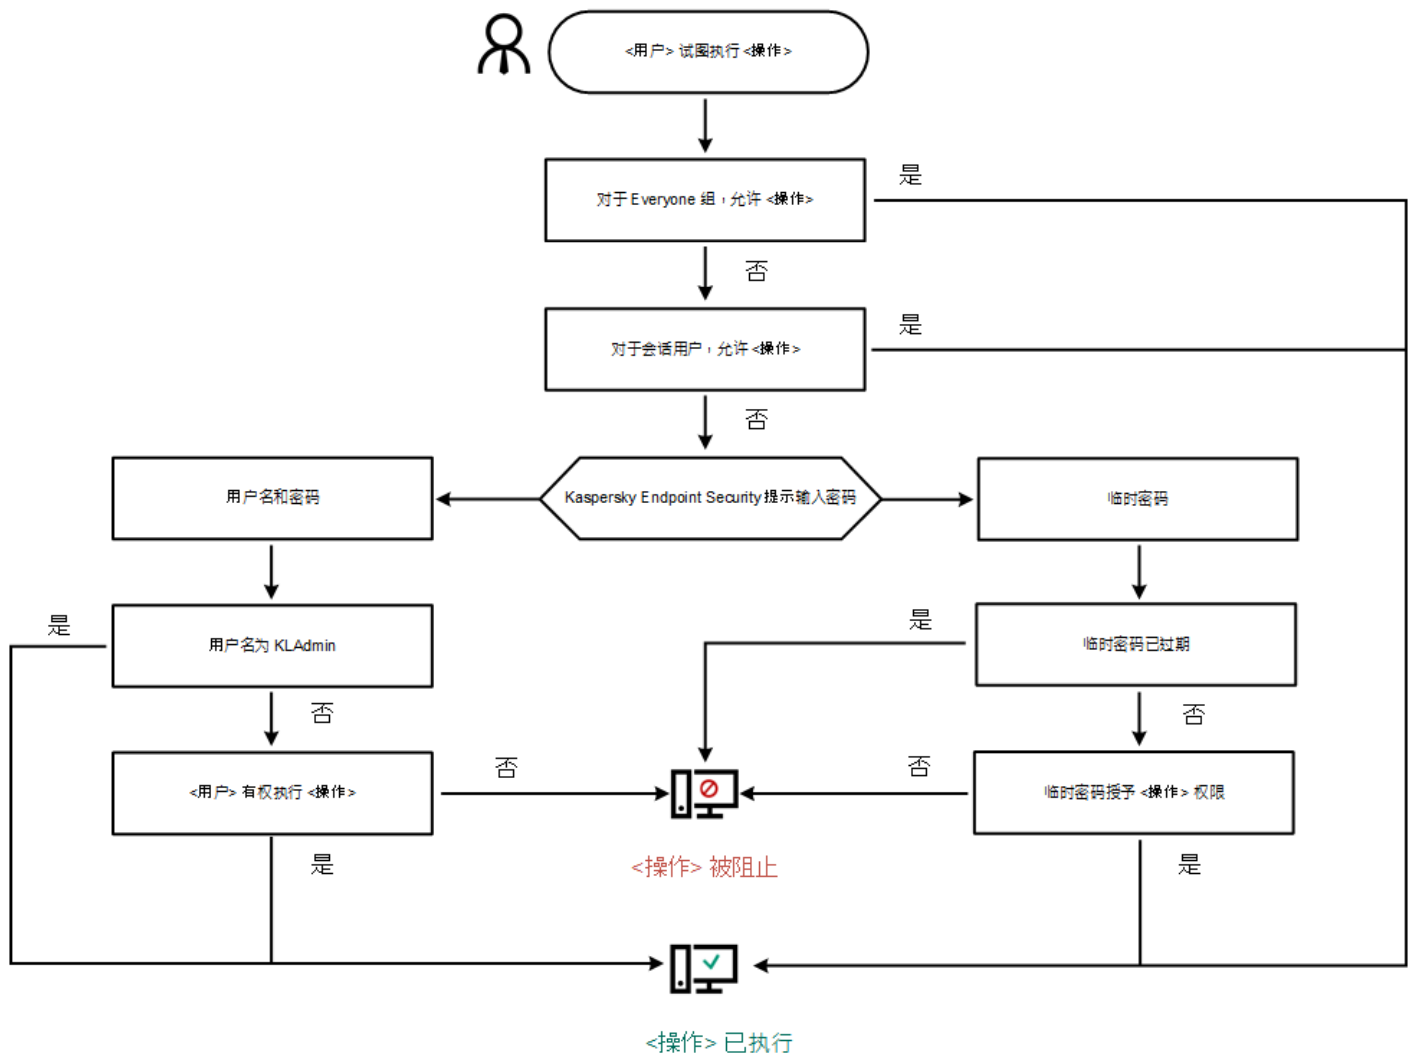 <用户> 试图执行 <操作>
是
对于 Everyone 组，允许 <操作>
否
是
对于会话用户，允许 <操作>
否
用户名和密码
Kaspersky Endpoint Security 提示输入密码
临时密码
是
用户名为 KLAdmin
是
临时密码已过期
否
否
<用户> 有权执行 <操作>
否
否
临时密码授予 <操作> 权限
是
<操作> 被阻止
是
<操作> 已执行